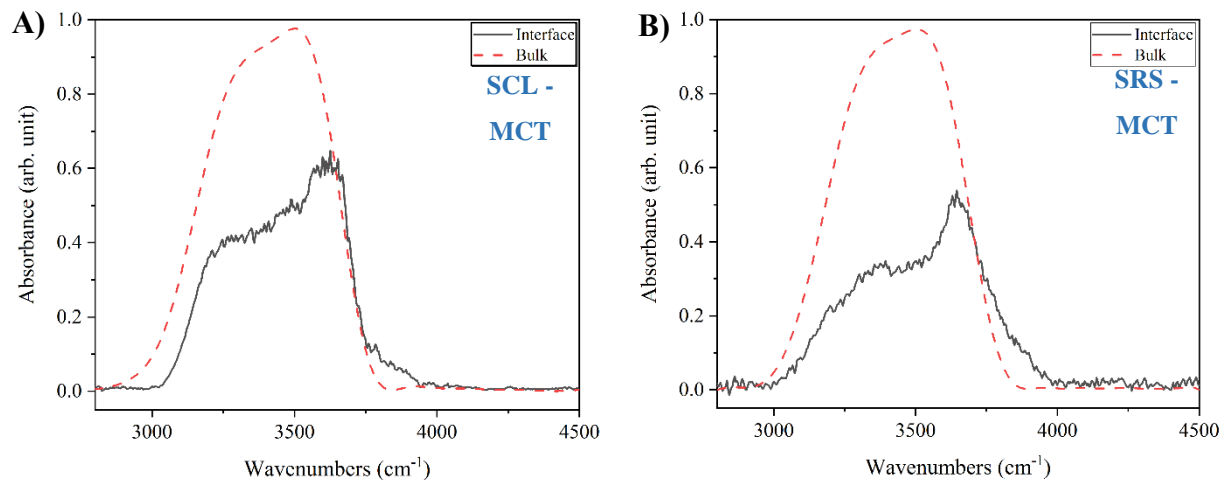 A)
1.0
0.8
0.6
0.4
0.2
0.0
Absorbance (arb. unit)
Interface
Bulk
SCL -
MCT
3000 3500 4000 4500
Wavenumbers (cm⁻¹)
B)
1.0
0.8
0.6
0.4
0.2
0.0
Absorbance (arb. unit)
Interface
Bulk
SRS -
MCT
3000 3500 4000 4500
Wavenumbers (cm⁻¹)